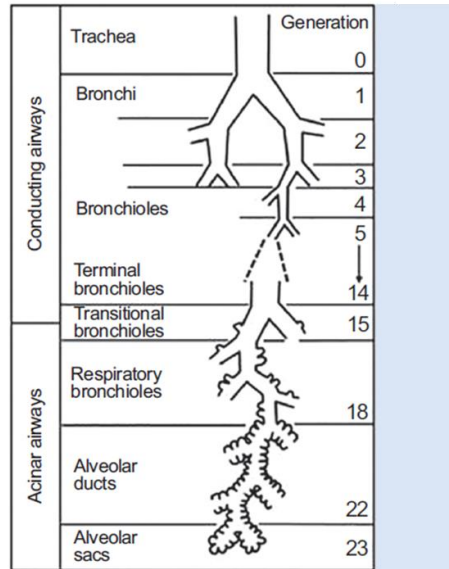 Generation
Trachea
0
Bronchi
1
2
3
Bronchioles
4
5
Terminal
bronchioles
14
Transitional
bronchioles
15
Respiratory
bronchioles
18
Alveolar
ducts
22
Alveolar
sacs
23
Conducting airways
Acinar airways